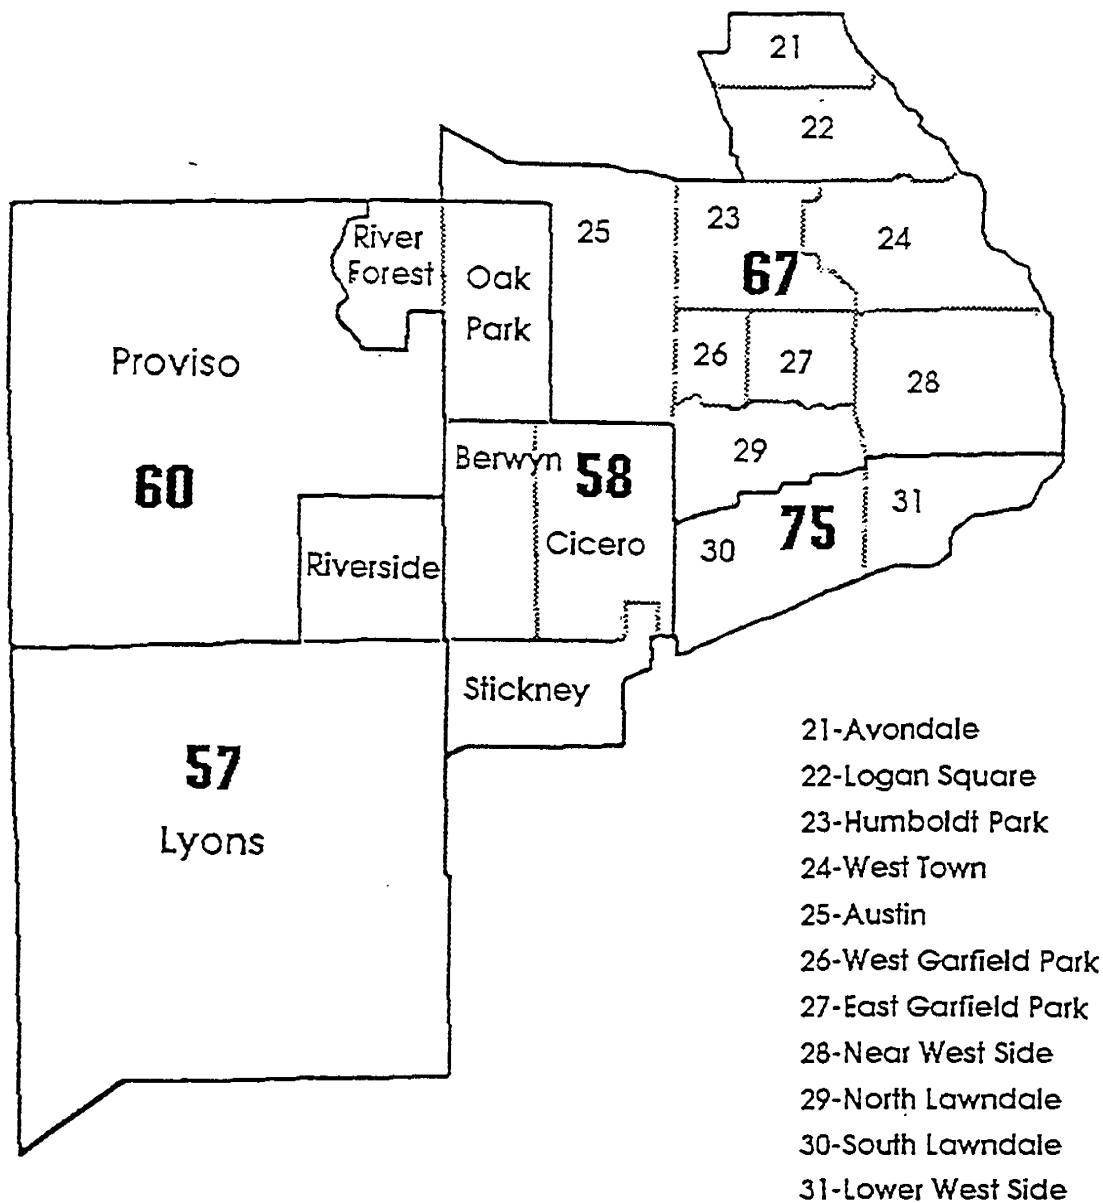 21
22
23
24
25
67
River
Forest
Oak
Park
Proviso
26
27
28
29
Berwyn
58
60
75
31
30
Cicero
Riverside
Stickney
57
Lyons
21-Avondale
22-Logan Square
23-Humboldt Park
24-West Town
25-Austin
26-West Garfield Park
27-East Garfield Park
28-Near West Side
29-North Lawndale
30-South Lawndale
31-Lower West Side